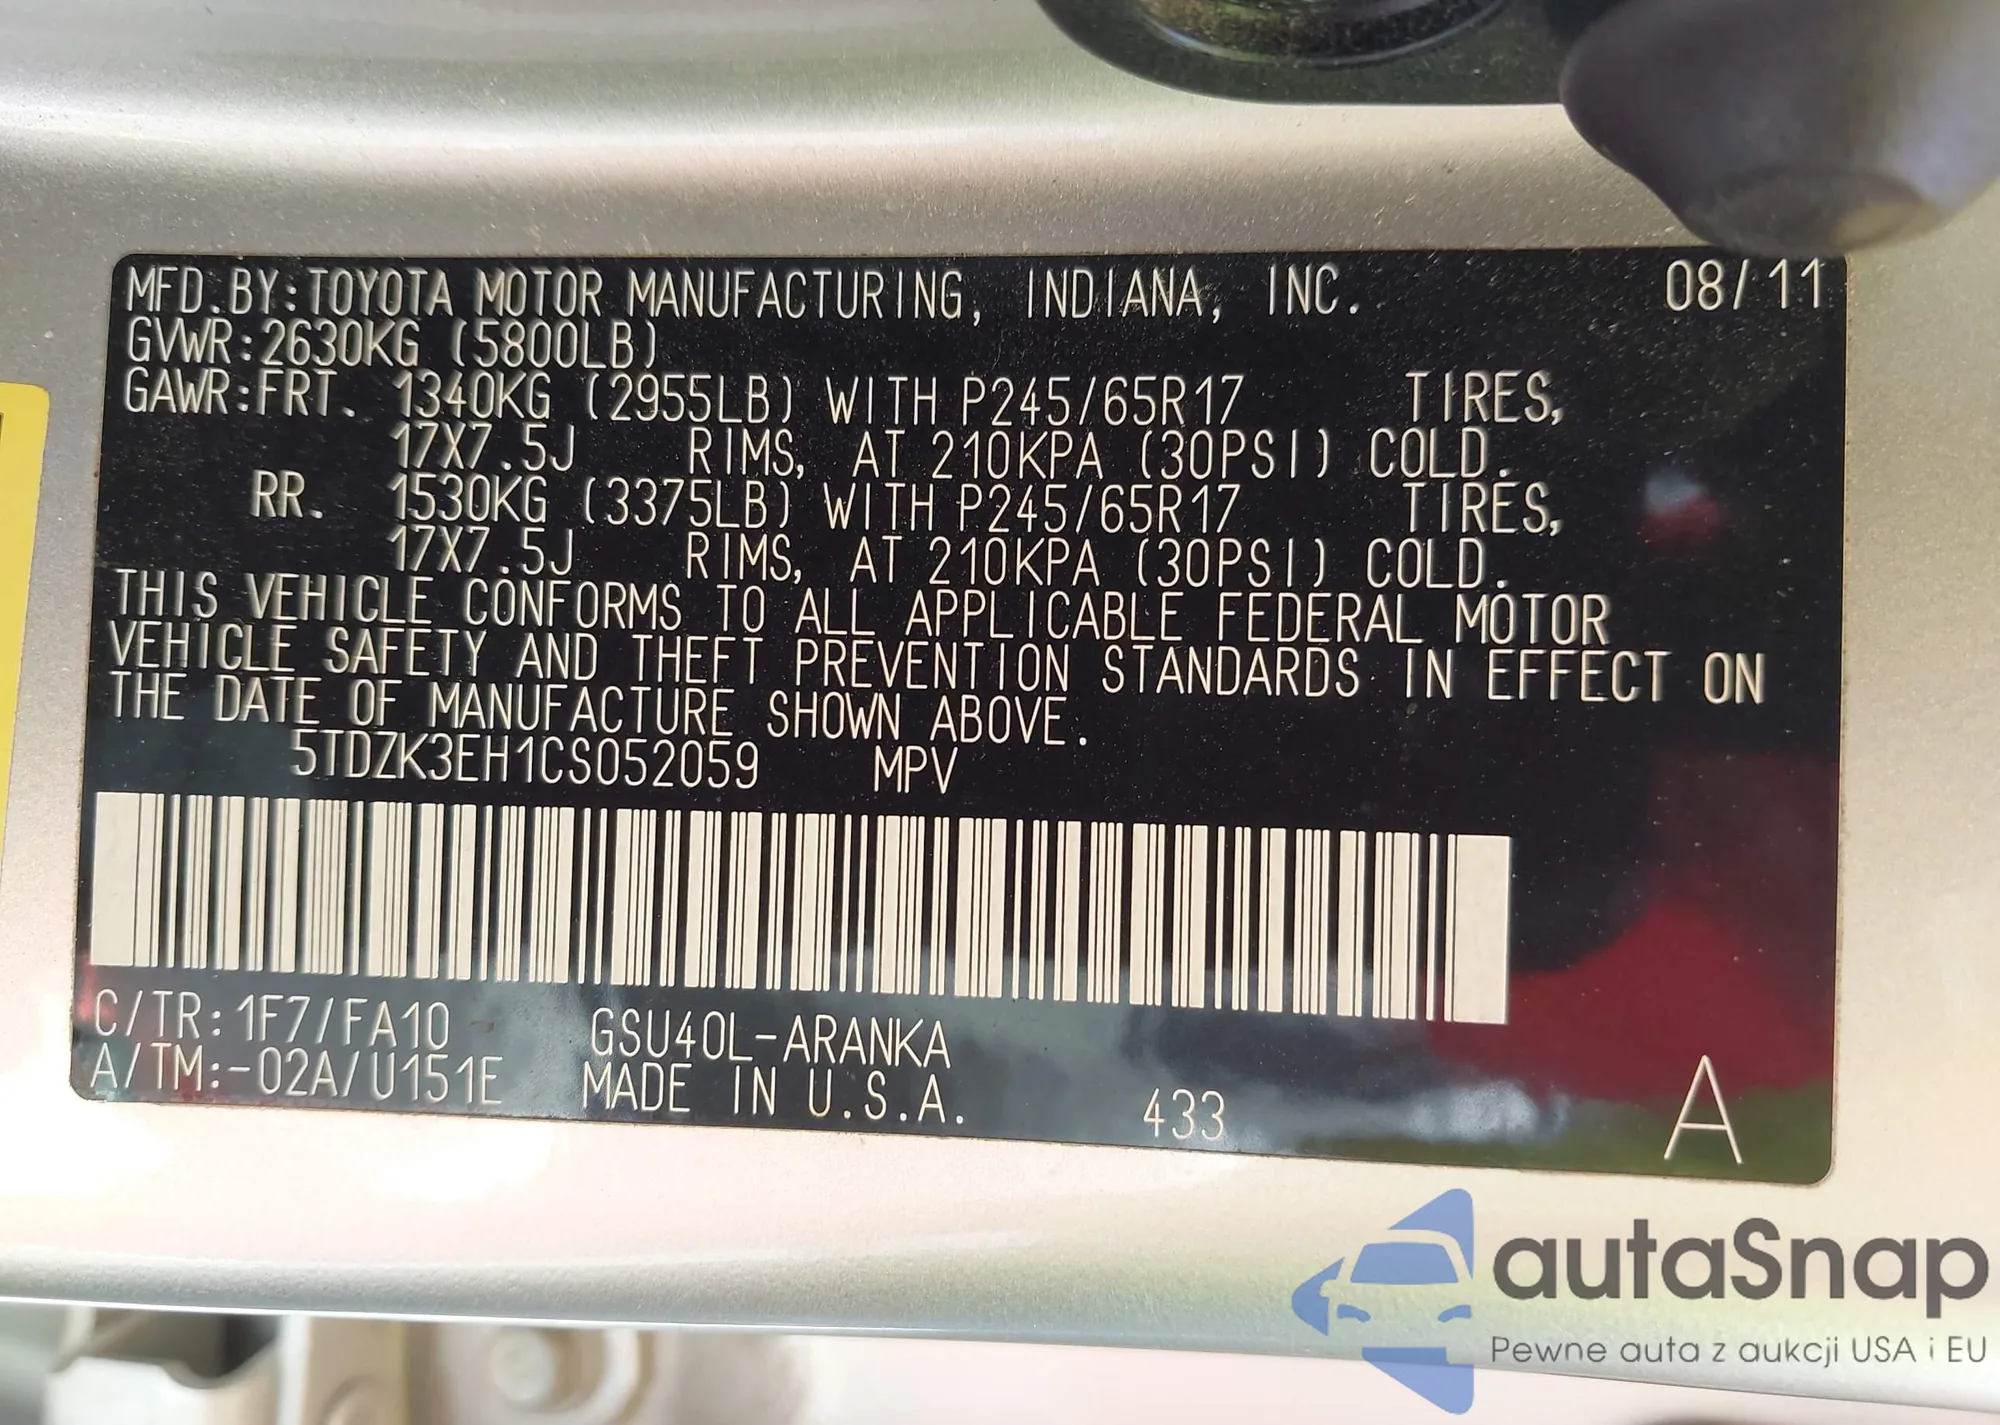 MFD.BY:TOYOTA MOTOR MANUFACTURING, INDIANA, INC. 08/11
GVWR:2630KG (5800LB)
GAWR:FRT. 1340KG (2955LB) WITH P245/65R17 TIRES,
17X7.5J RIMS, AT 210KPA (30PSI) COLD.
RR. 1530KG (3375LB) WITH P245/65R17 TIRES,
17X7.5J RIMS, AT 210KPA (30PSI) COLD.
THIS VEHICLE CONFORMS TO ALL APPLICABLE FEDERAL MOTOR
VEHICLE SAFETY AND THEFT PREVENTION STANDARDS IN EFFECT ON
THE DATE OF MANUFACTURE SHOWN ABOVE.
5TDZK3EH1CS052059 MPV
C/TR:1F7/FA10 GSU40L-ARANKA
A/TM:-02A/U151E MADE IN U.S.A. 433 A
autaSnap
Pewne auta z aukcji USA i EU